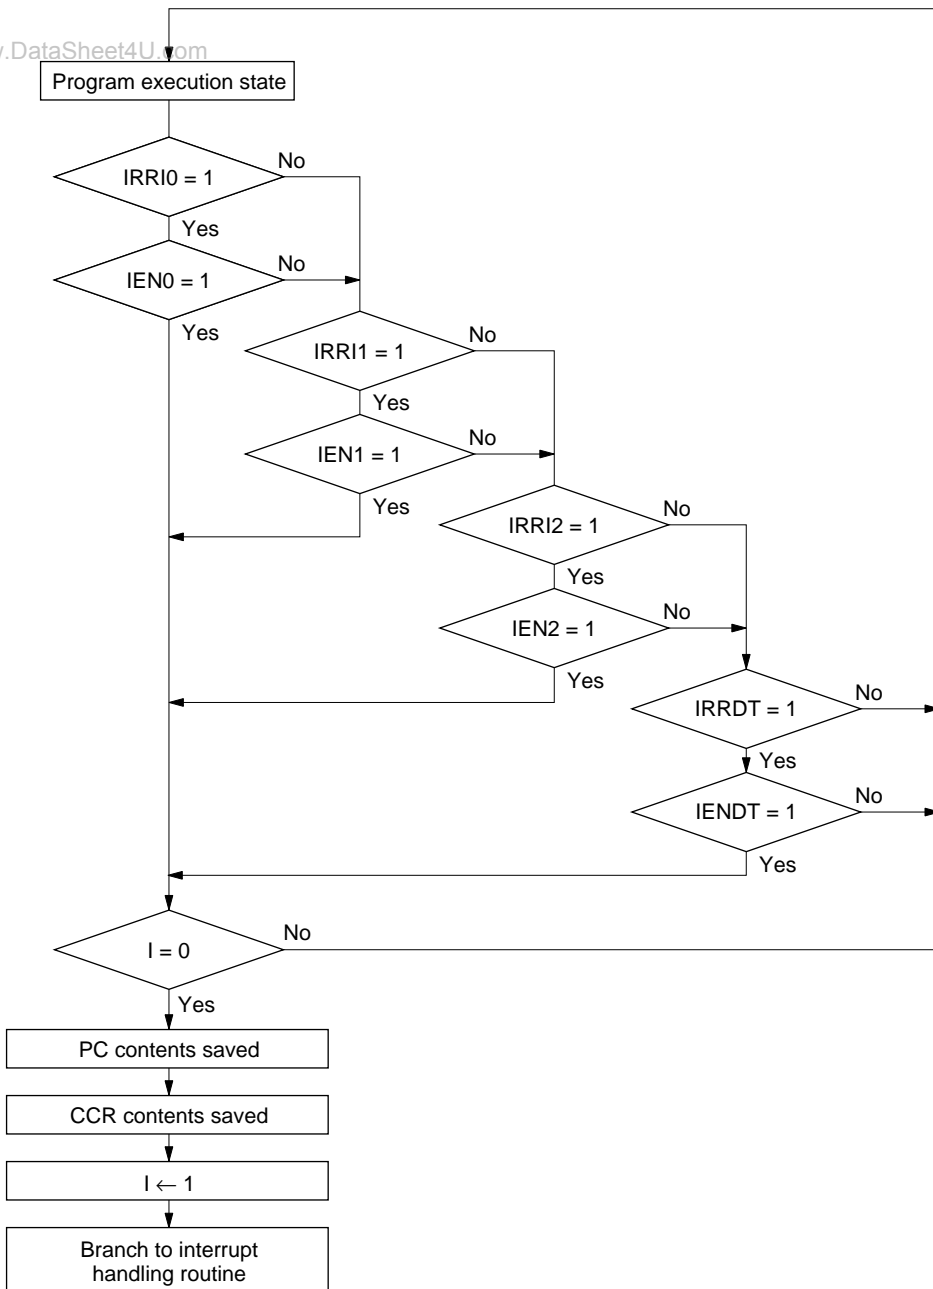 v.DataSheet4U.com
Program execution state
IRRI0 = 1
No
Yes
IEN0 = 1
No
Yes
IRRI1 = 1
No
Yes
IEN1 = 1
No
Yes
IRRI2 = 1
No
Yes
IEN2 = 1
No
Yes
IRRDT = 1
No
Yes
IENDT = 1
No
Yes
I = 0
No
Yes
PC contents saved
CCR contents saved
I ← 1
Branch to interrupt
handling routine